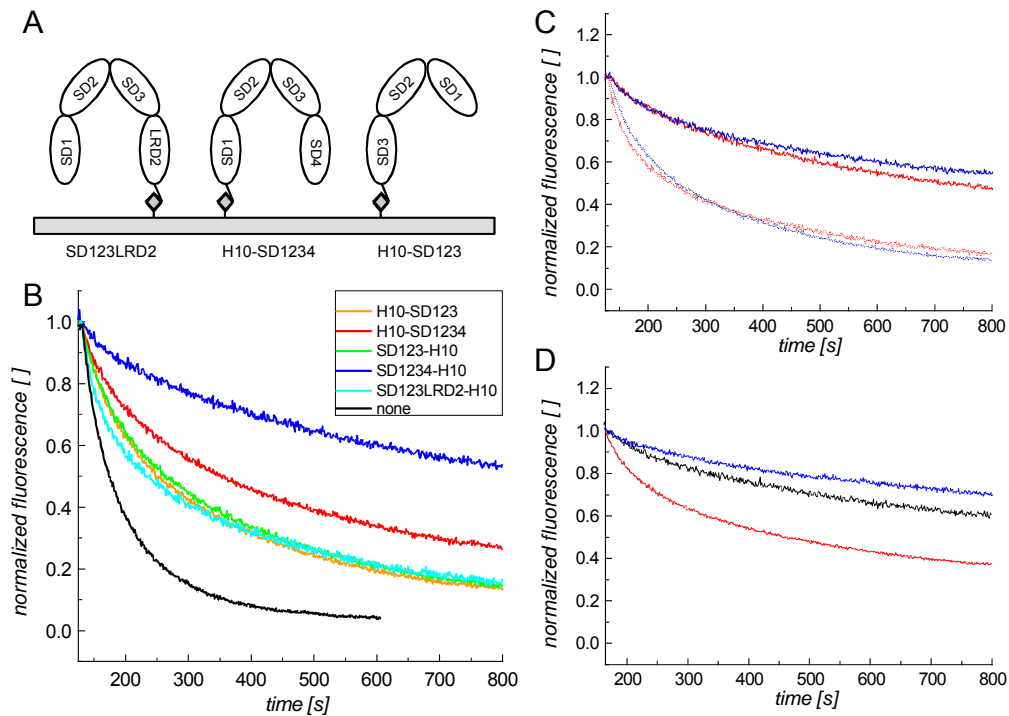 A
SD2 SD3 SD2 SD3 SD2 SD1
SD1 LRD2 SD1 SD4 SD3
SD123LRD2 H10-SD1234 H10-SD123
B
normalized fluorescence [ ]
1.0
0.8
0.6
0.4
0.2
0.0
H10-SD123
H10-SD1234
SD123-H10
SD1234-H10
SD123LRD2-H10
none
200 300 400 500 600 700 800
time [s]
C
normalized fluorescence [ ]
1.2
1.0
0.8
0.6
0.4
0.2
0.0
200 300 400 500 600 700 800
time [s]
D
normalized fluorescence [ ]
1.2
1.0
0.8
0.6
0.4
0.2
0.0
200 300 400 500 600 700 800
time [s]